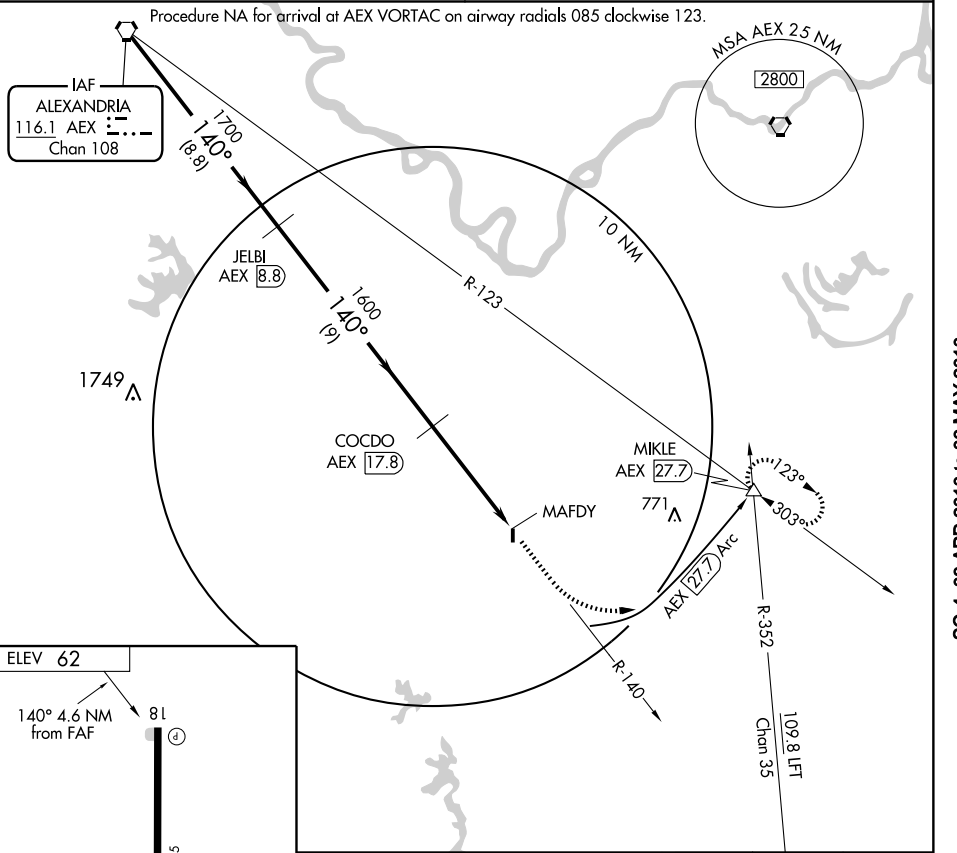 Procedure NA for arrival at AEX VORTAC on airway radials 085 clockwise 123.
MSA AEX 25 NM
2800
IAF
ALEXANDRIA
116.1 AEX
Chan 108
1700
140°
(8.8)
10 NM
JELBI
AEX 8.8
R-123
1600
140°
(9)
1749
COCDO
AEX 17.8
MIKLE
AEX 27.7
123°
303°
771
MAFDY
AEX 27.7 Arc
R-352
R-140
109.8 LFT
Chan 35
ELEV 62
140° 4.6 NM
from FAF
18
P